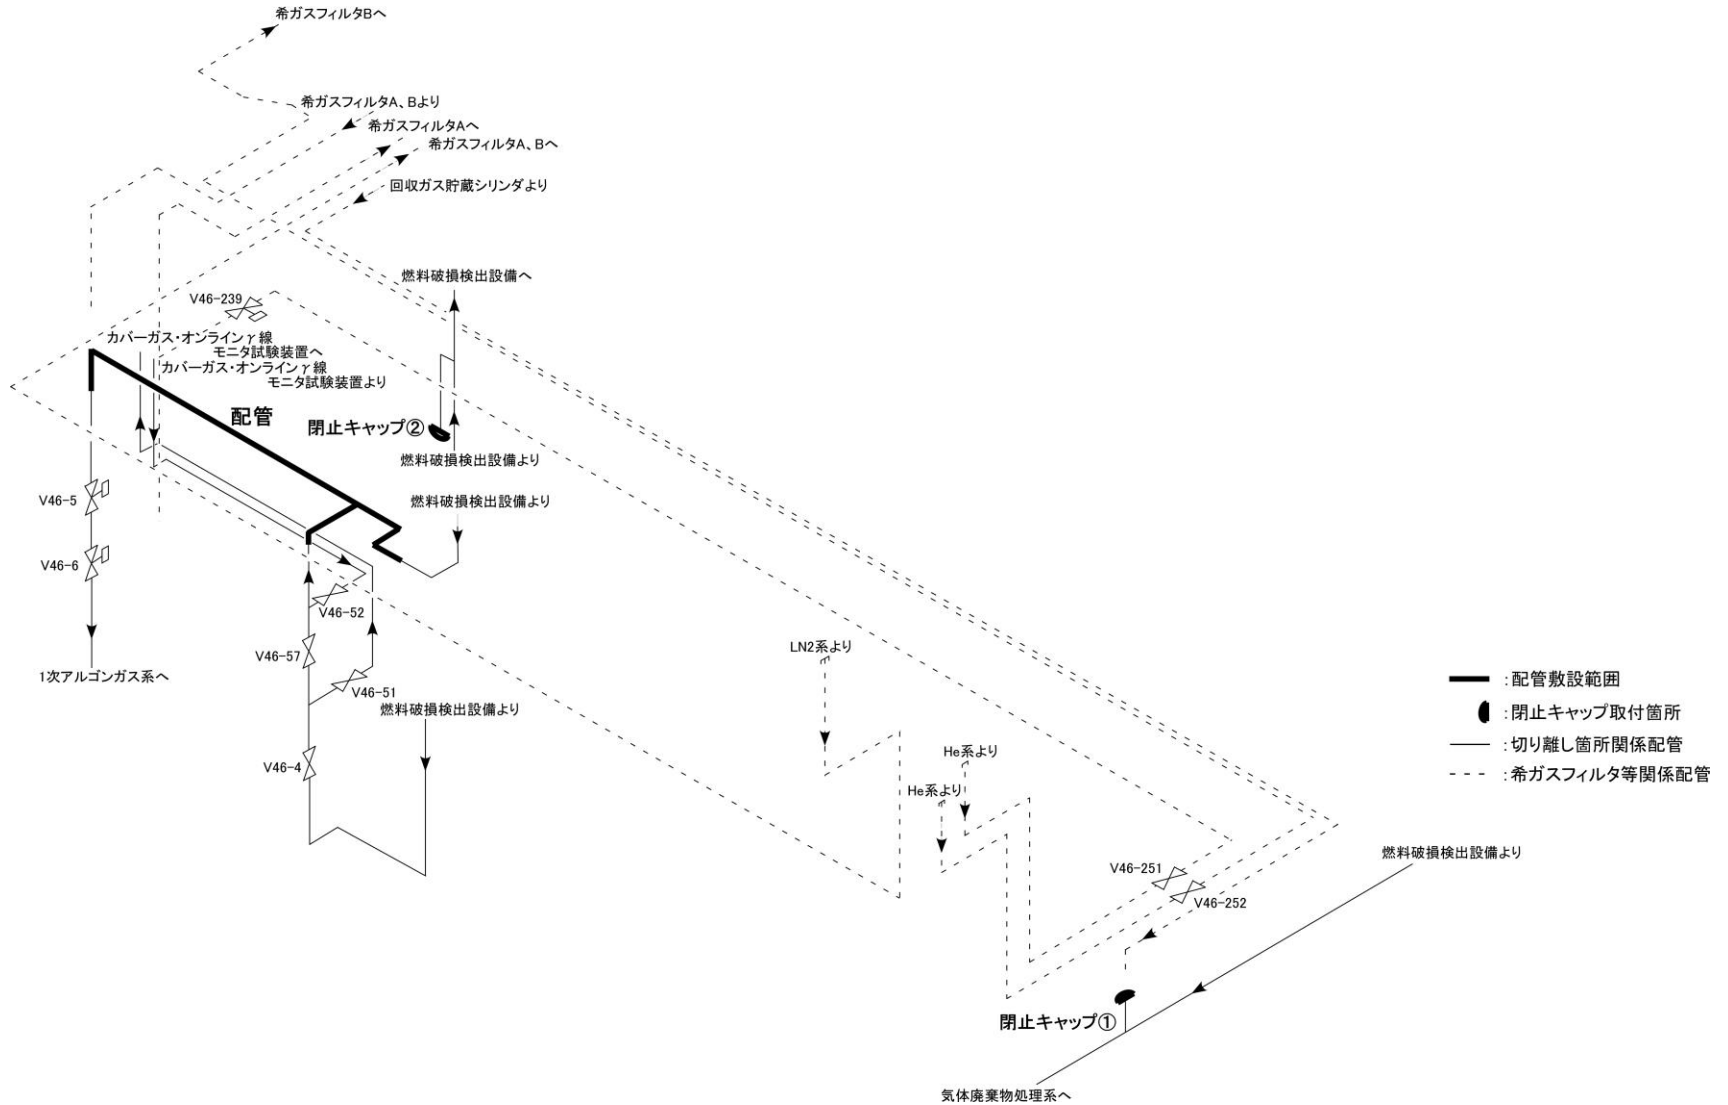 希ガスフィルタBへ
希ガスフィルタA、Bより
希ガスフィルタAへ
希ガスフィルタA、Bへ
回収ガス貯蔵シリンダより
燃料破損検出設備へ
V46-239
カバーガス・オンラインγ線
モニタ試験装置へ
カバーガス・オンラインγ線
モニタ試験装置より
配管
閉止キャップ②
燃料破損検出設備より
燃料破損検出設備より
V46-5
V46-6
V46-52
V46-57
1次アルゴンガス系へ
V46-51
燃料破損検出設備より
V46-4
LN2系より
He系より
He系より
:配管敷設範囲
:閉止キャップ取付箇所
:切り離し箇所関係配管
:希ガスフィルタ等関係配管
燃料破損検出設備より
V46-251
V46-252
閉止キャップ①
気体廃棄物処理系へ